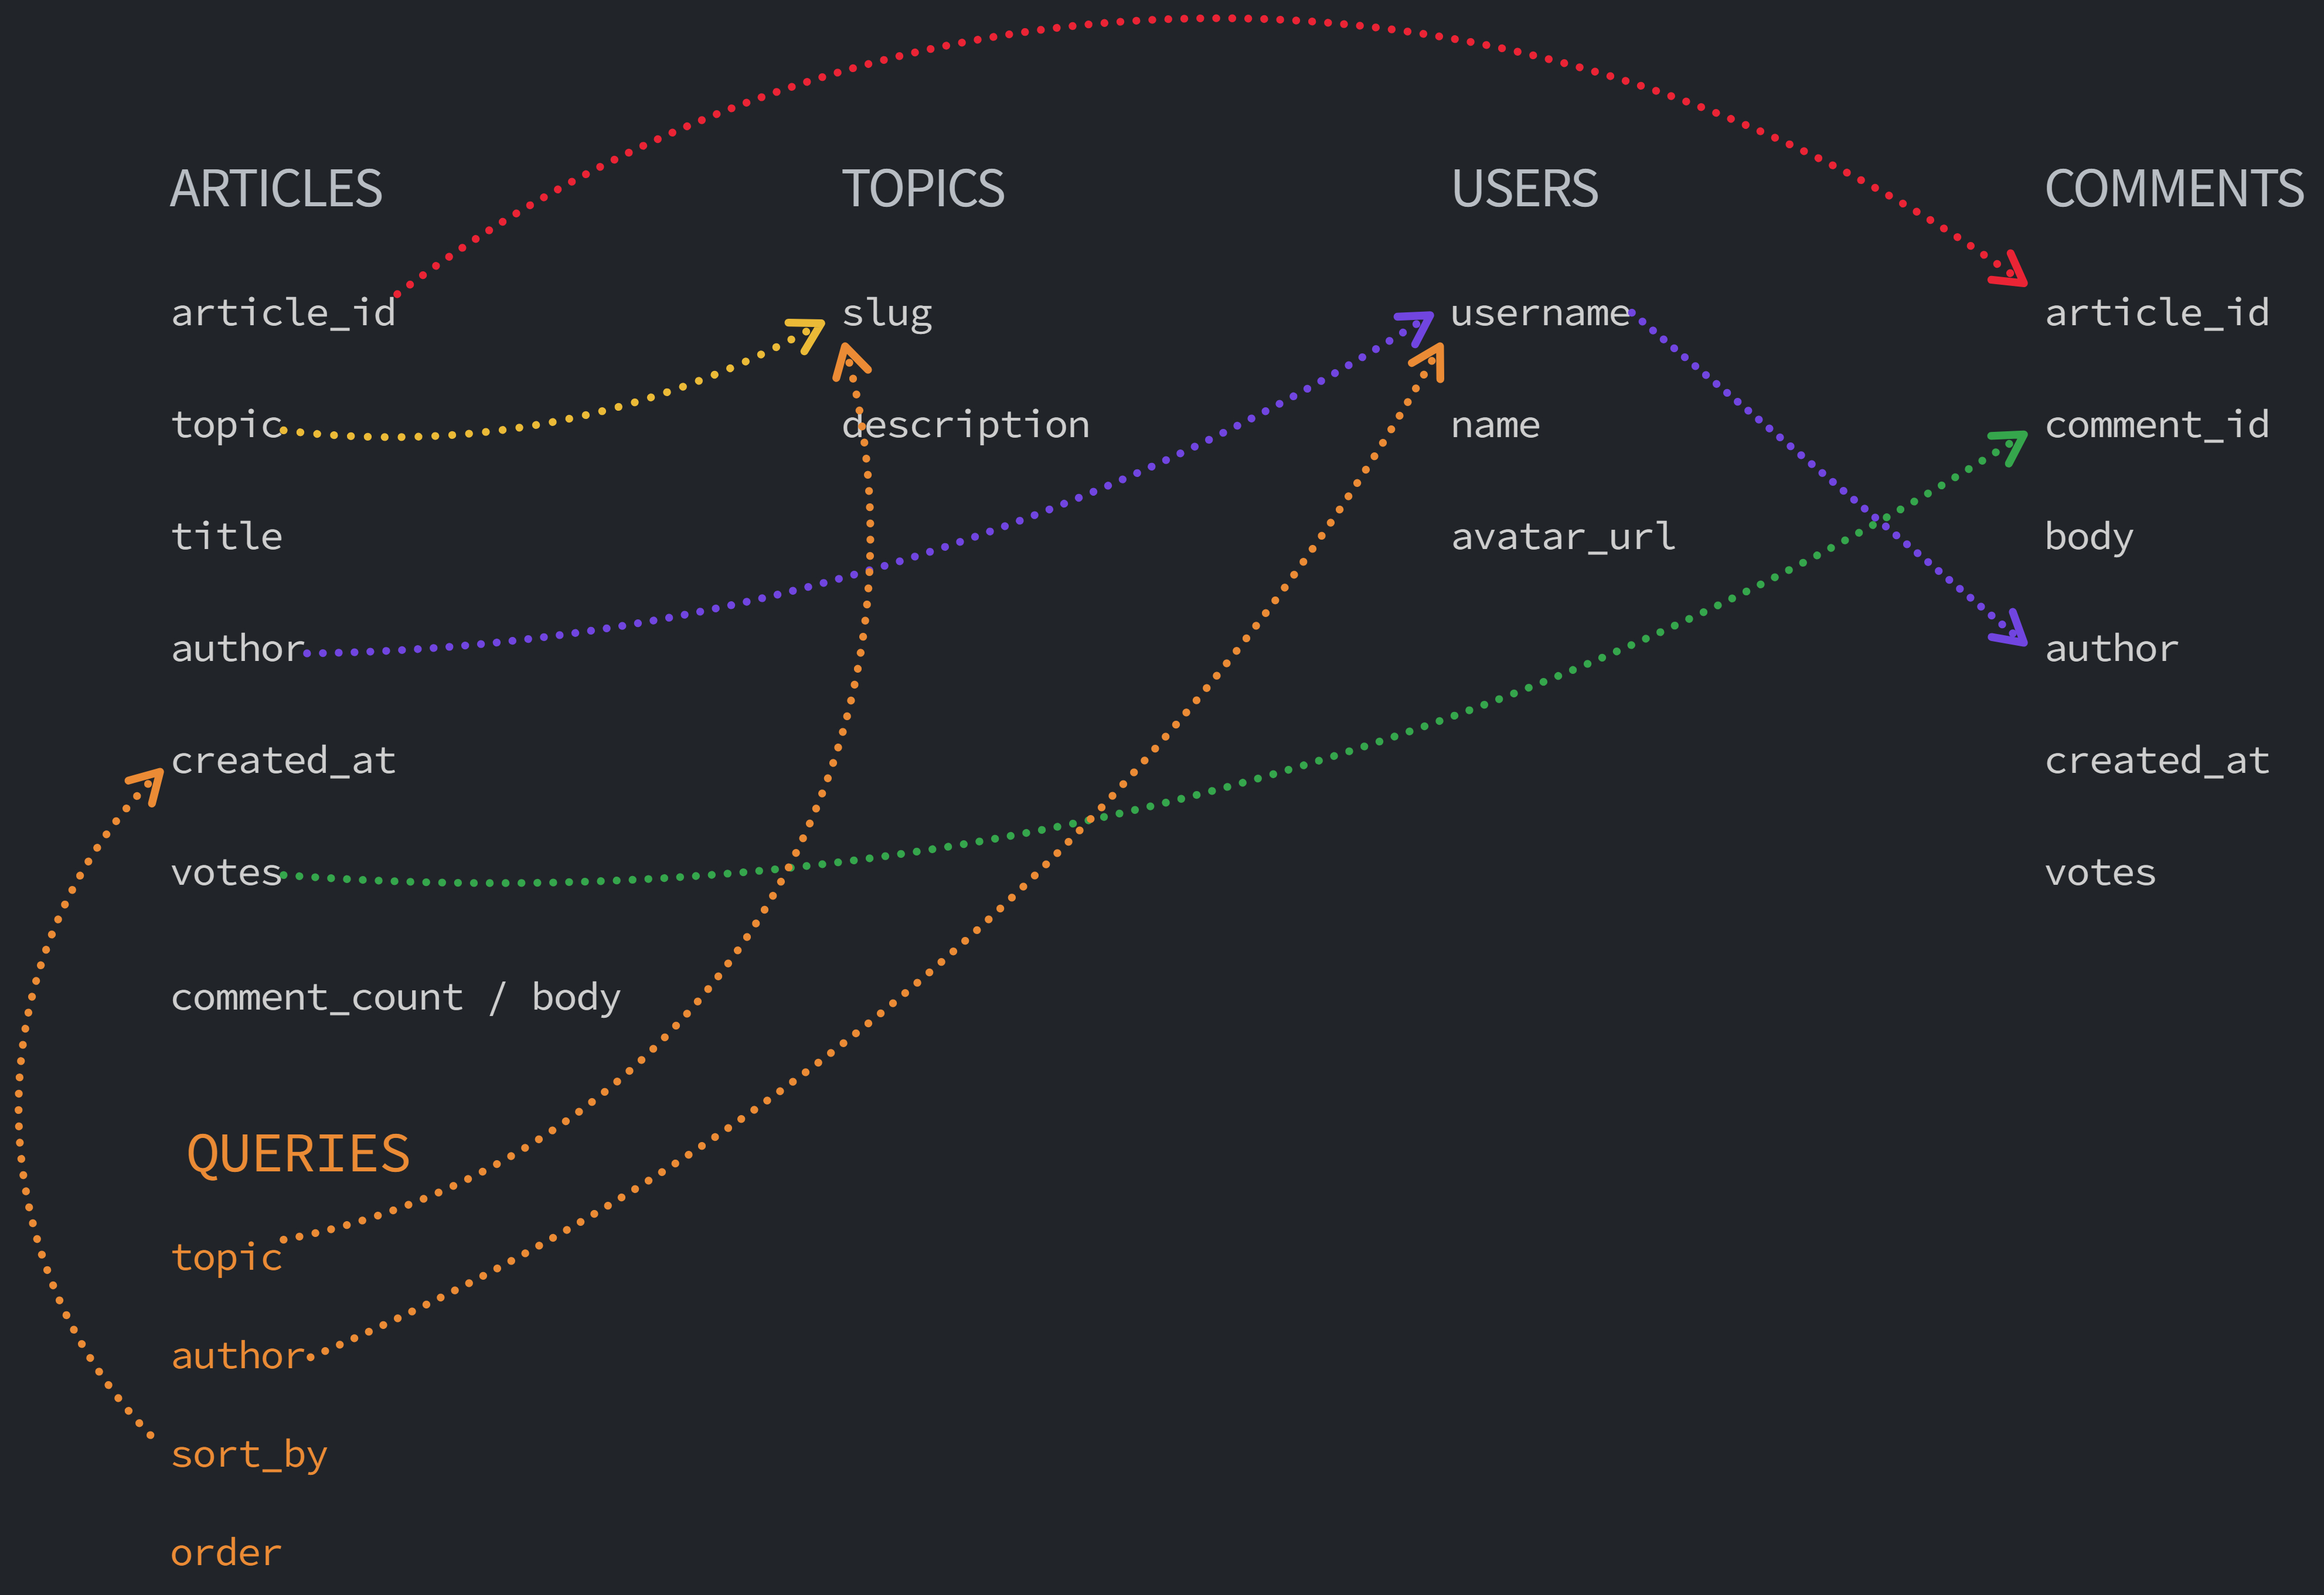 ARTICLES TOPICS USERS COMMENTS
article_id slug username article_id
topic description name comment_id
title avatar_url body
author author
created_at created_at
votes votes
comment_count / body
QUERIES
topic
author
sort_by
order